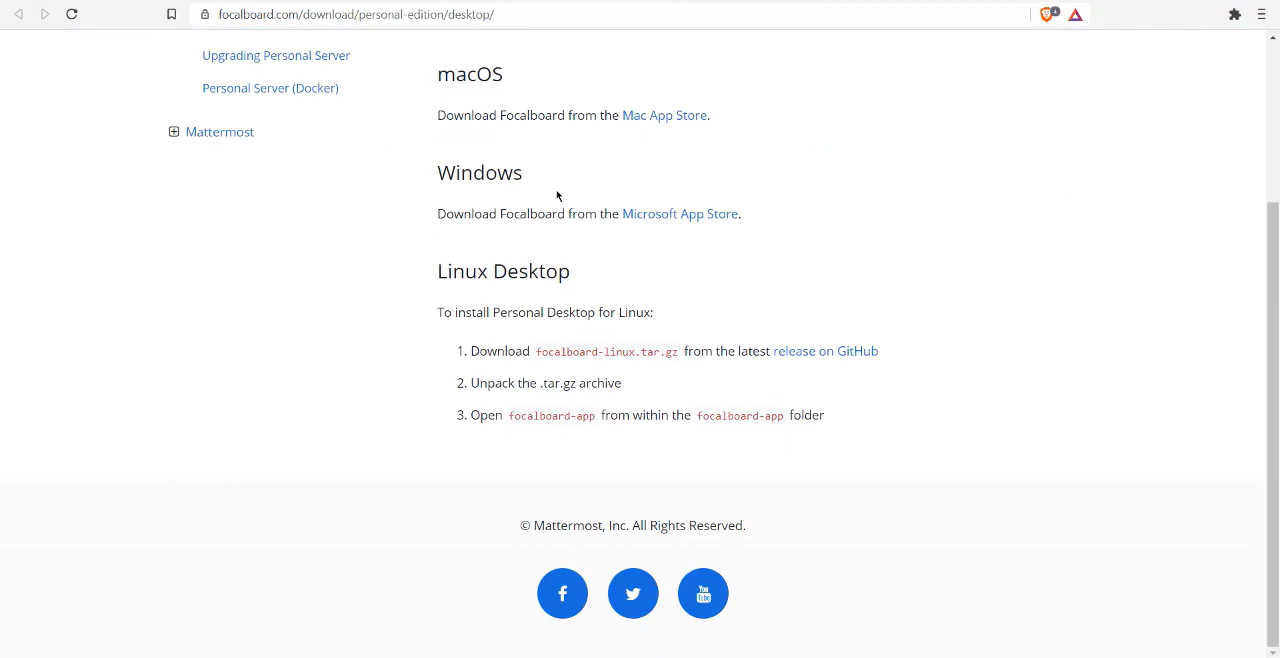 focalboard.com/download/personal-edition/desktop/
4
Upgrading Personal Server
Personal Server (Docker)
Mattermost
macOS
Download Focalboard from the Mac App Store.
Windows
Download Focalboard from the Microsoft App Store.
Linux Desktop
To install Personal Desktop for Linux:
1. Download focalboard-linux.tar.gz from the latest release on GitHub
2. Unpack the .tar.gz archive
3. Open focalboard-app from within the focalboard-app folder
© Mattermost, Inc. All Rights Reserved.
You
Tube